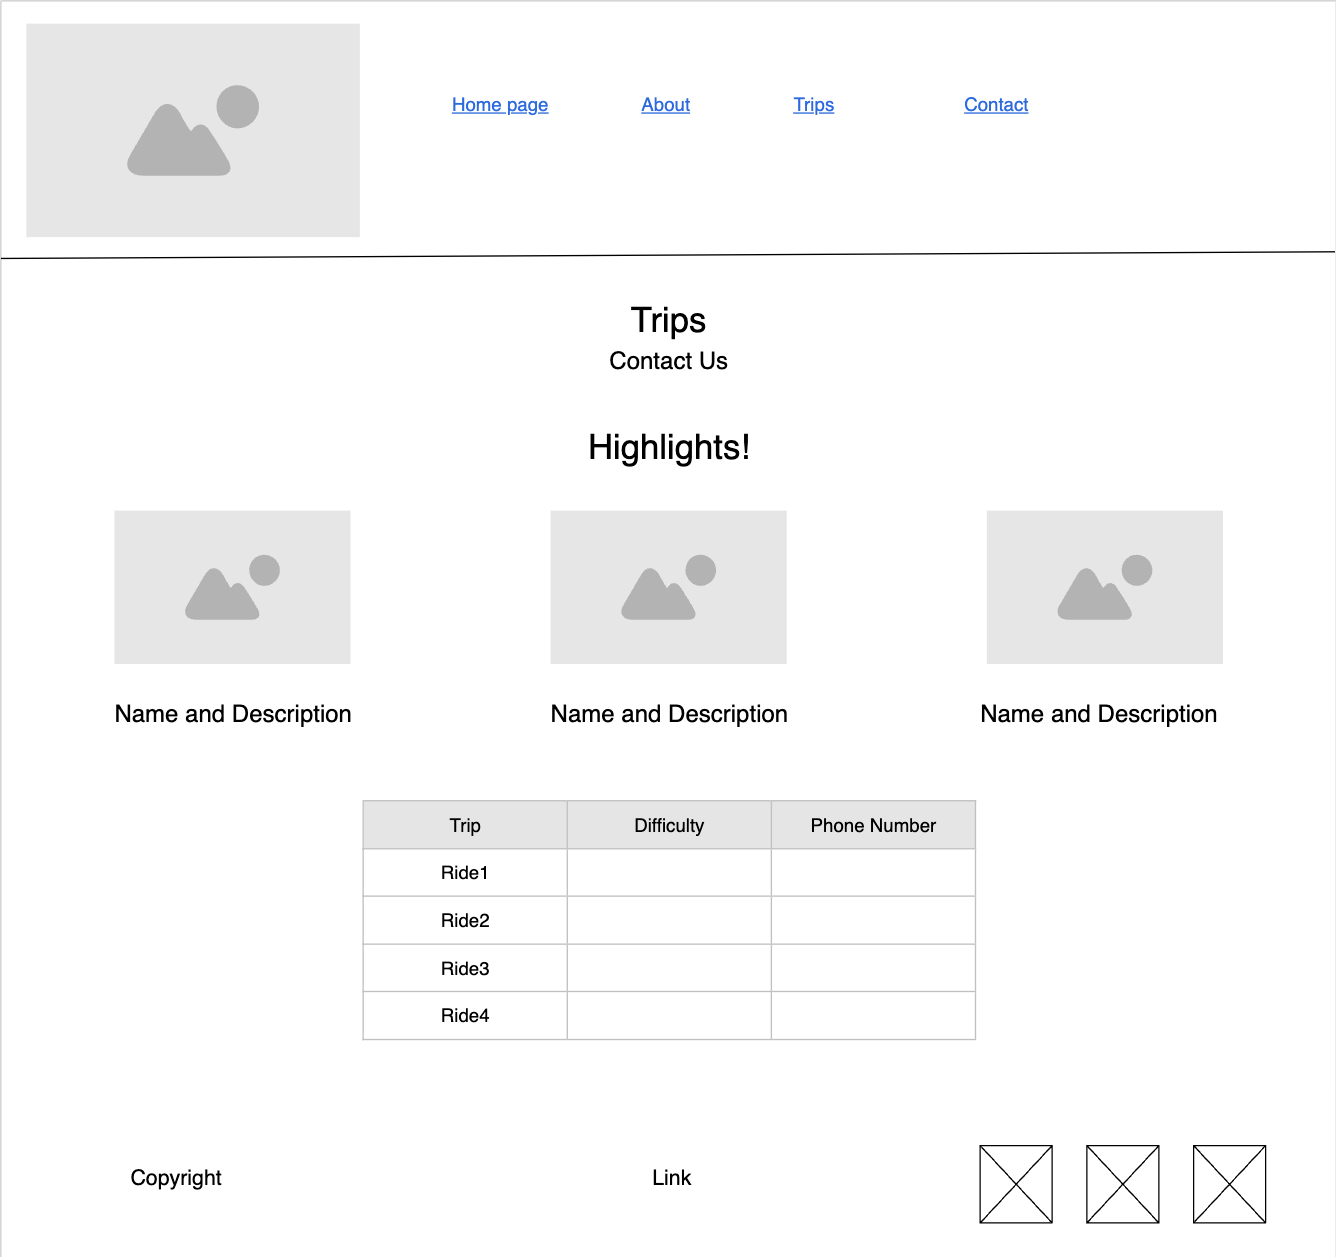 Home page
About
Trips
Contact
Trips
Contact Us
Highlights!
Name and Description
Name and Description
Name and Description
Trip
Difficulty
Phone Number
Ride1
Ride2
Ride3
Ride4
Copyright
Link